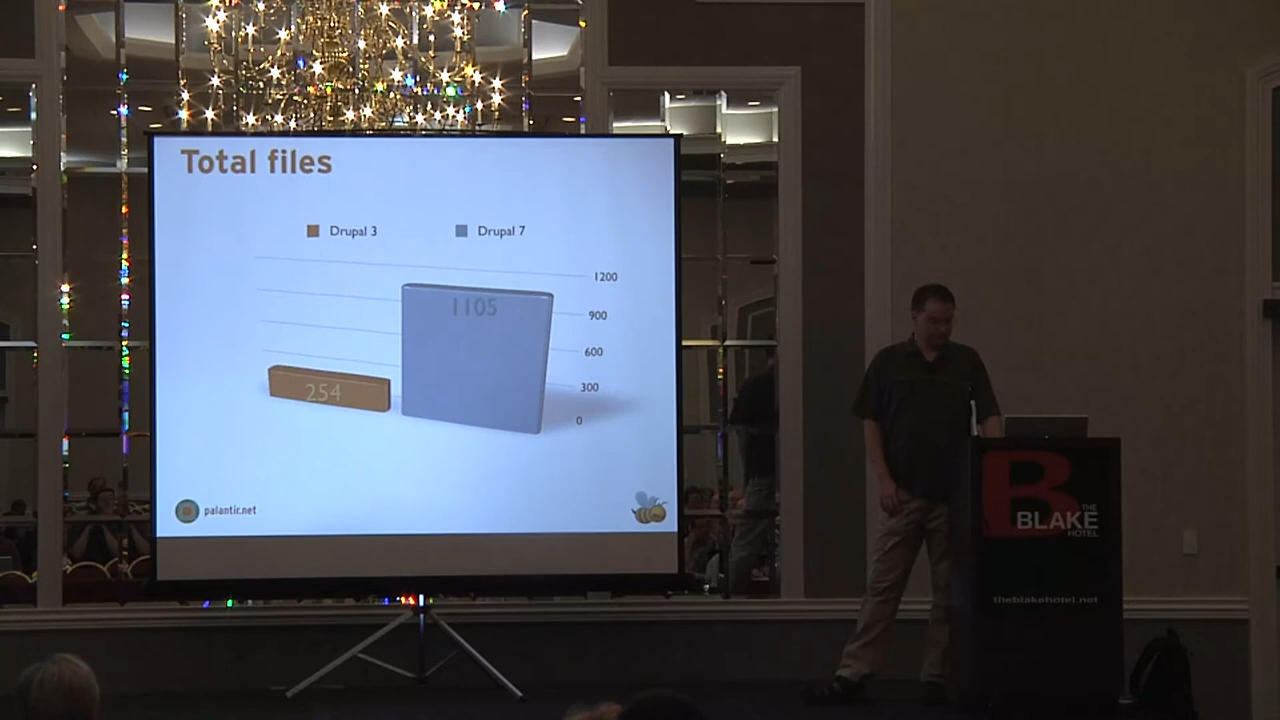 Total files
Drupal 3
Drupal 7
1200
1105
900
600
300
254
0
palantir.net
B
THE
BLAKE
HOTEL
theblakehotel.net